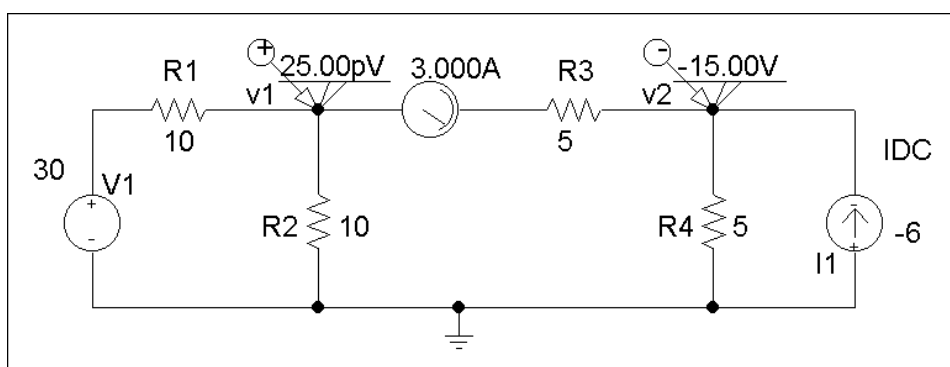 + 25.00pV 3.000A - -15.00V
R1 R3
v1 v2
10 5
IDC
30 V1 + -
R2 10 R4 5 - +
I1 -6